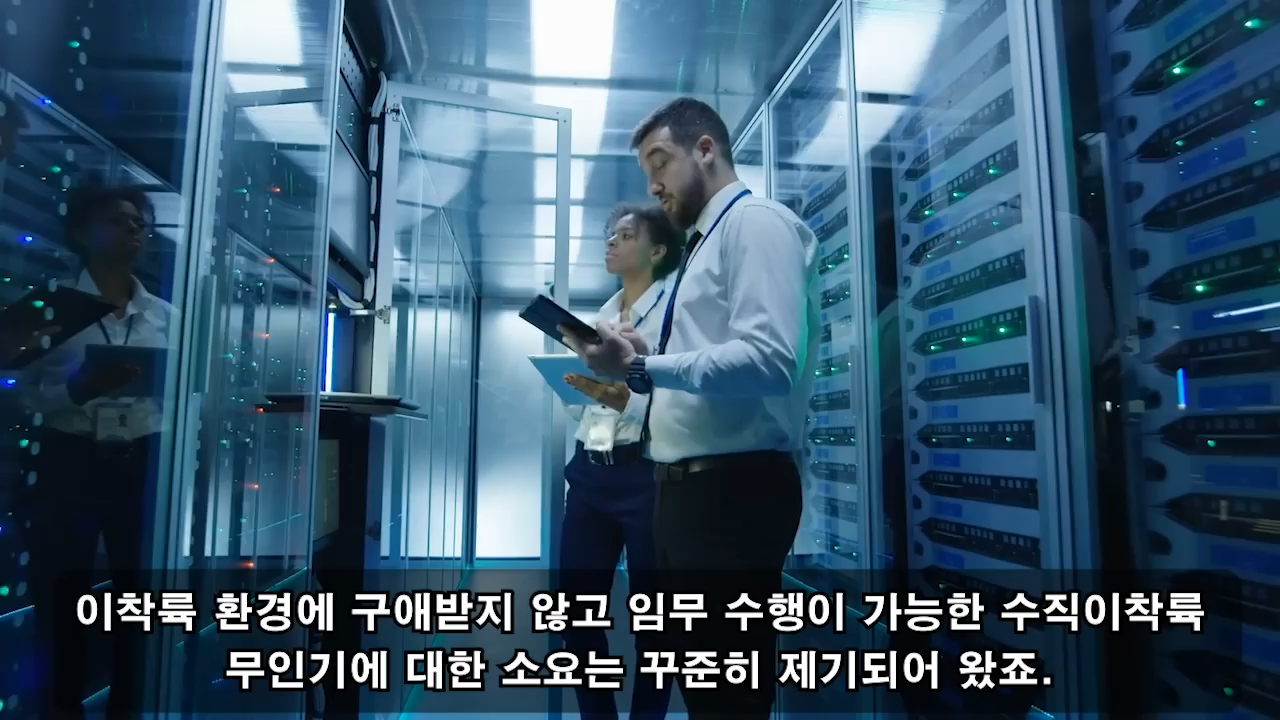 이착륙 환경에 구애받지 않고 임무 수행이 가능한 수직이착륙
무인기에 대한 소요는 꾸준히 제기되어 왔죠.